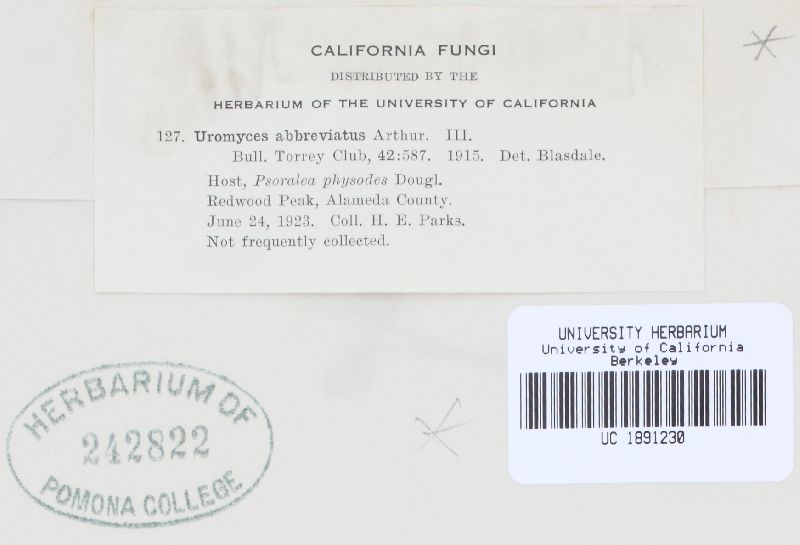 CALIFORNIA FUNGI
DISTRIBUTED BY THE
HERBARIUM OF THE UNIVERSITY OF CALIFORNIA
127. Uromyces abbreviatus Arthur. III.
Bull. Torrey Club, 42:587. 1915. Det. Blasdale.
Host, Psoralea physodes Dougl.
Redwood Peak, Alameda County.
June 24, 1923. Coll. H. E. Parks.
Not frequently collected.
UNIVERSITY HERBARIUM
University of California
Berkeley
UC 1891230
HERBARIUM OF
242822
POMONA COLLEGE